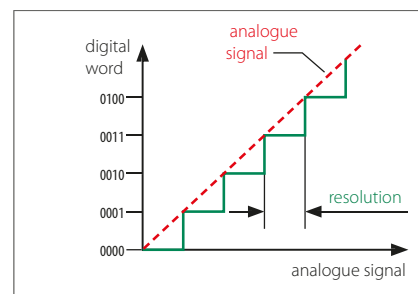 analogue
signal
digital
word
0100
0011
0010
0001
resolution
0000
analogue signal